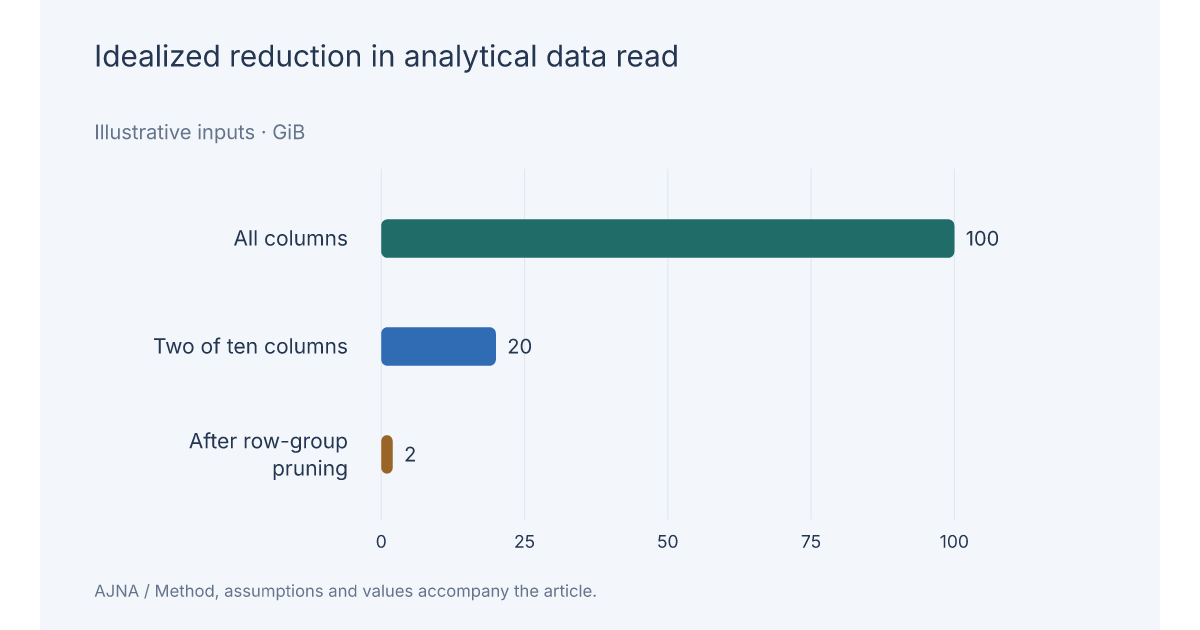 Idealized reduction in analytical data read
Illustrative inputs · GiB
All columns
100
Two of ten columns
20
After row-group
pruning
2
0 25 50 75 100
AJNA / Method, assumptions and values accompany the article.